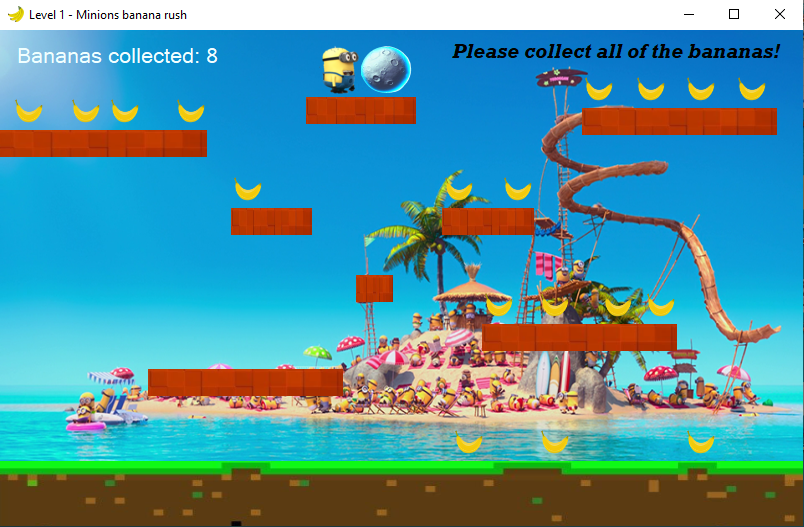 Level 1 - Minions banana rush
Bananas collected: 8
Please collect all of the bananas!